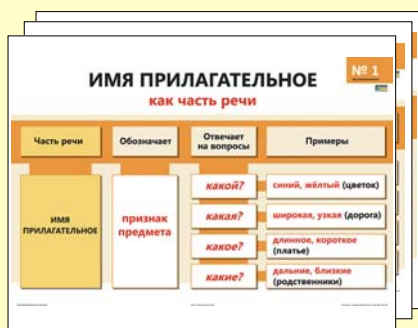 № 1
ИМЯ ПРИЛАГАТЕЛЬНОЕ
как часть речи
Часть речи
Обозначает
Отвечает
на вопросы
Примеры
ИМЯ
ПРИЛАГАТЕЛЬНОЕ
признак
предмета
какой?
синий, жёлтый (цветок)
какая?
широкая, узкая (дорога)
какое?
длинное, короткое
(платье)
какие?
дальние, близкие
(родственники)